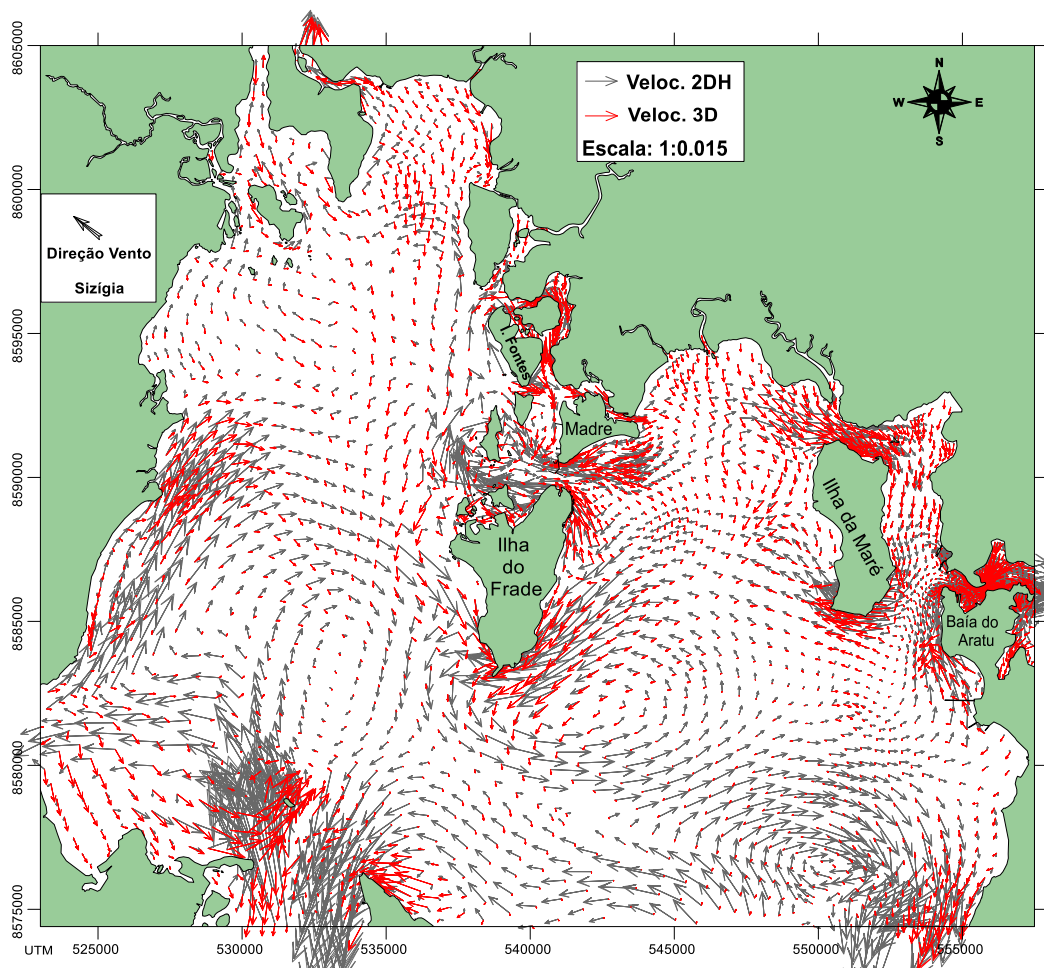 8605000
8600000
8595000
8590000
8585000
8580000
8575000
Veloc. 2DH
Veloc. 3D
Escala: 1:0.015
N
W
E
S
Direção Vento
Sizígia
I. Fontes
Madre
Ilha da Maré
Ilha
do
Frade
Baía do
Aratu
UTM
525000
530000
535000
540000
545000
550000
555000